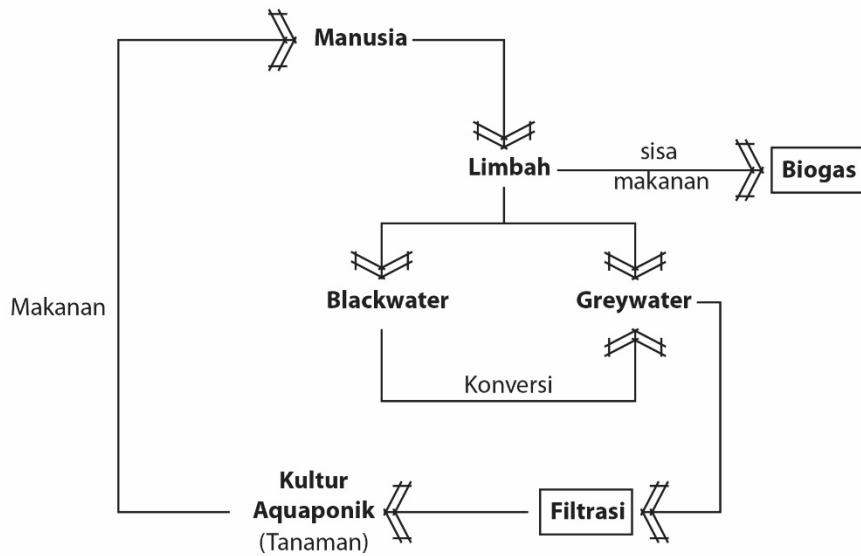 Manusia
Limbah
sisa
makanan
Biogas
Blackwater
Greywater
Makanan
Konversi
Kultur
Aquaponik
(Tanaman)
Filtrasi